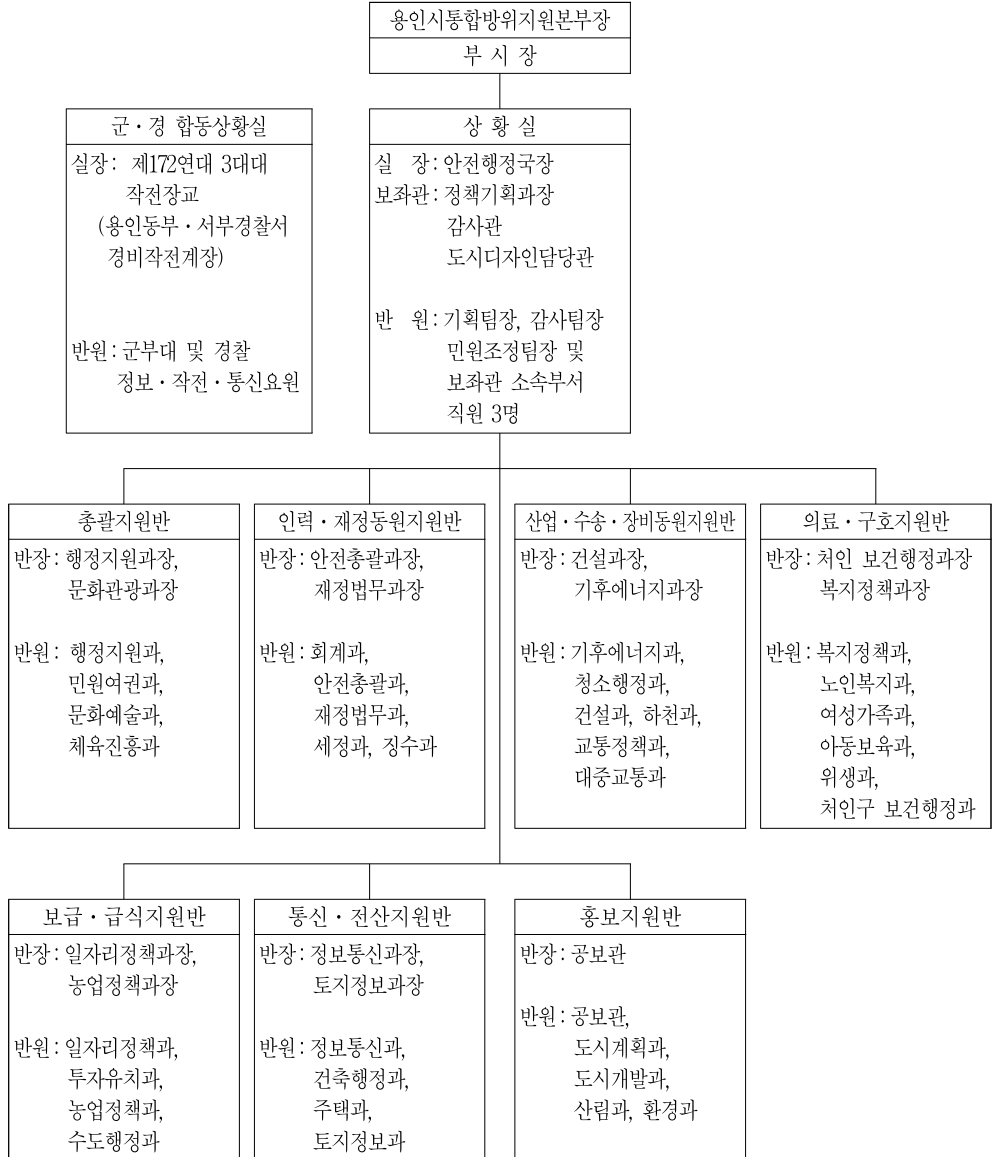 용인시통합방위지원본부장
부 시 장
군·경 합동상황실
실장: 제172연대 3대대
작전장교
(용인동부·서부경찰서
경비작전계장)
반원:군부대 및 경찰
정보·작전·통신요원
상 황 실
실 장:안전행정국장
보좌관:정책기획과장
감사관
도시디자인담당관
반 원:기획팀장, 감사팀장
민원조정팀장 및
보좌관 소속부서
직원 3명
총괄지원반
반장:행정지원과장,
문화관광과장
반원: 행정지원과,
민원여권과,
문화예술과,
체육진흥과
인력·재정동원지원반
반장:안전총괄과장,
재정법무과장
반원:회계과,
안전총괄과,
재정법무과,
세정과, 징수과
산업·수송·장비동원지원반
반장:건설과장,
기후에너지과장
반원:기후에너지과,
청소행정과,
건설과, 하천과,
교통정책과,
대중교통과
의료·구호지원반
반장:처인 보건행정과장
복지정책과장
반원:복지정책과,
노인복지과,
여성가족과,
아동보육과,
위생과,
처인구 보건행정과
보급·급식지원반
반장:일자리정책과장,
농업정책과장
반원:일자리정책과,
투자유치과,
농업정책과,
수도행정과
통신·전산지원반
반장:정보통신과장,
토지정보과장
반원:정보통신과,
건축행정과,
주택과,
토지정보과
홍보지원반
반장:공보관
반원:공보관,
도시계획과,
도시개발과,
산림과, 환경과